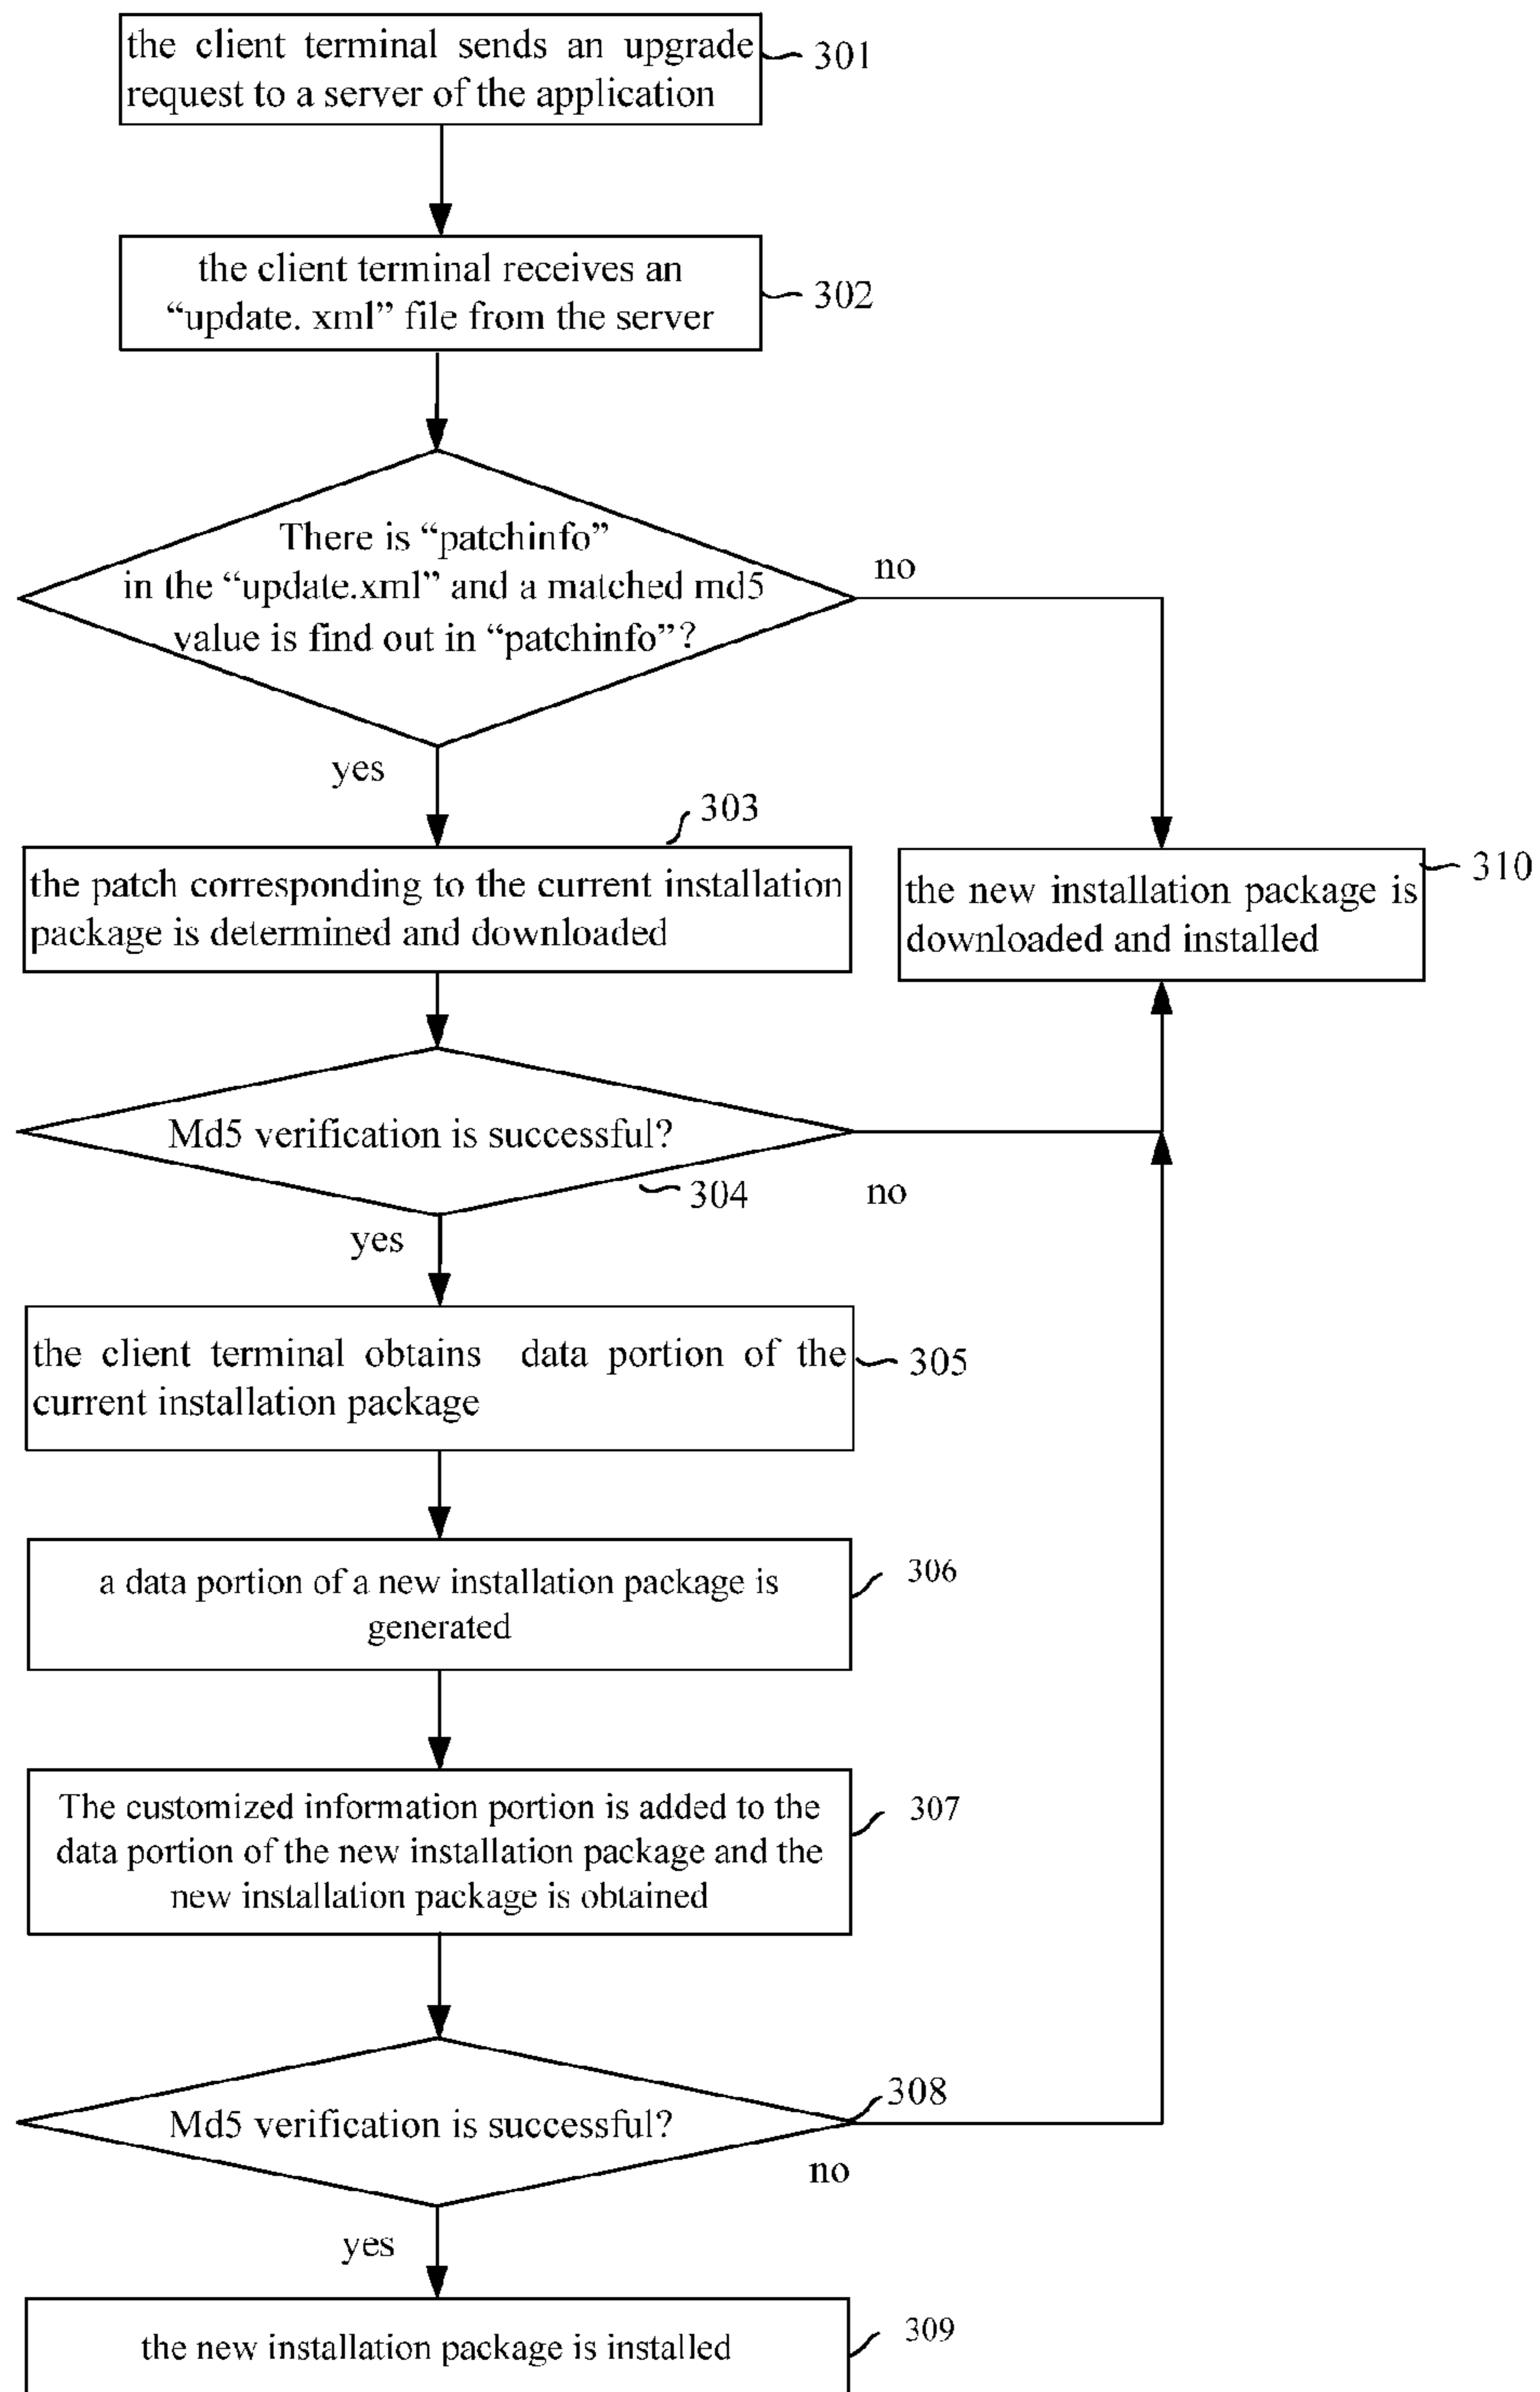 the client terminal sends an upgrade
request to a server of the application
301
the client terminal receives an
“update. xml” file from the server
302
There is “patchinfo”
in the “update.xml” and a matched md5
value is find out in “patchinfo”?
no
yes
303
the patch corresponding to the current installation
package is determined and downloaded
the new installation package is
downloaded and installed
310
Md5 verification is successful?
304
no
yes
the client terminal obtains data portion of the
current installation package
305
a data portion of a new installation package is
generated
306
The customized information portion is added to the
data portion of the new installation package and the
new installation package is obtained
307
Md5 verification is successful?
308
no
yes
the new installation package is installed
309